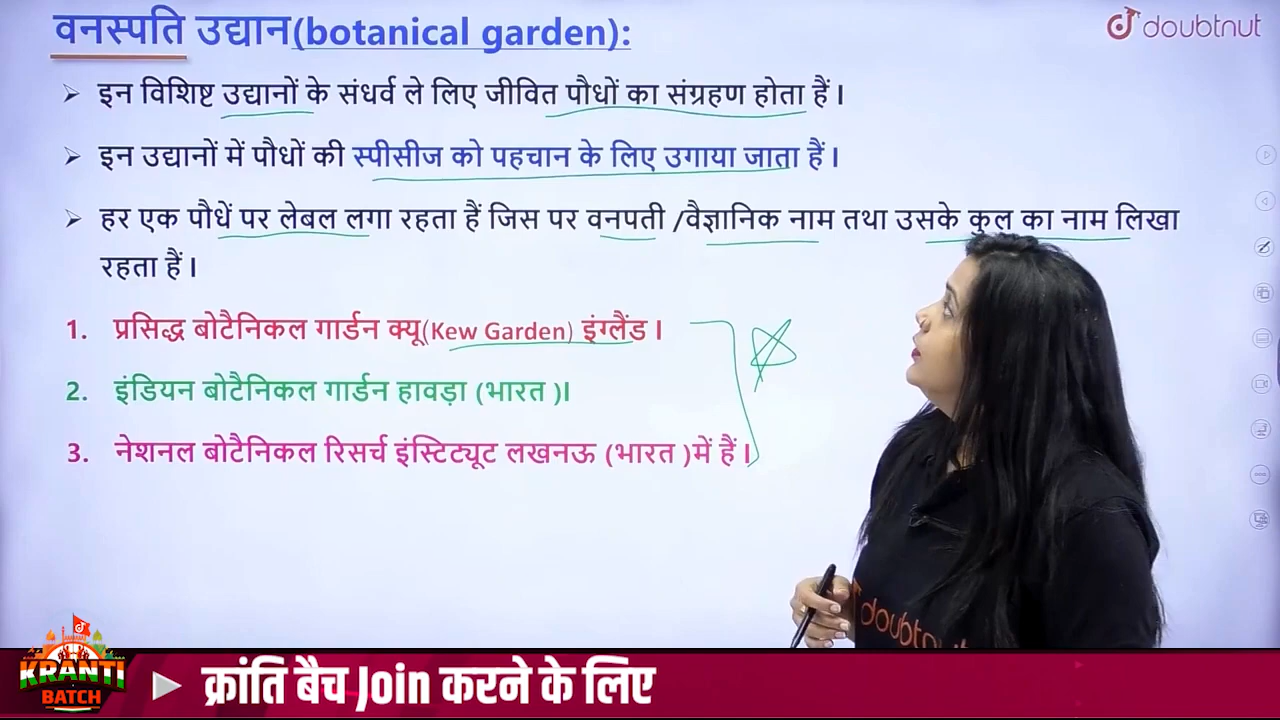 वनस्पति उद्यान(botanical garden):
doubtnut
➢ इन विशिष्ट उद्यानों के संधर्व ले लिए जीवित पौधों का संग्रहण होता हैं ।
➢ इन उद्यानों में पौधों की स्पीसीज को पहचान के लिए उगाया जाता हैं ।
➢ हर एक पौधें पर लेबल लगा रहता हैं जिस पर वनपती /वैज्ञानिक नाम तथा उसके कुल का नाम लिखा
रहता हैं ।
1. प्रसिद्ध बोटैनिकल गार्डन क्यू(Kew Garden) इंग्लैंड ।
2. इंडियन बोटैनिकल गार्डन हावड़ा (भारत )।
3. नेशनल बोटैनिकल रिसर्च इंस्टिट्यूट लखनऊ (भारत )में हैं ।
doubtnut
KRANTI
BATCH
क्रांति बैच Join करने के लिए